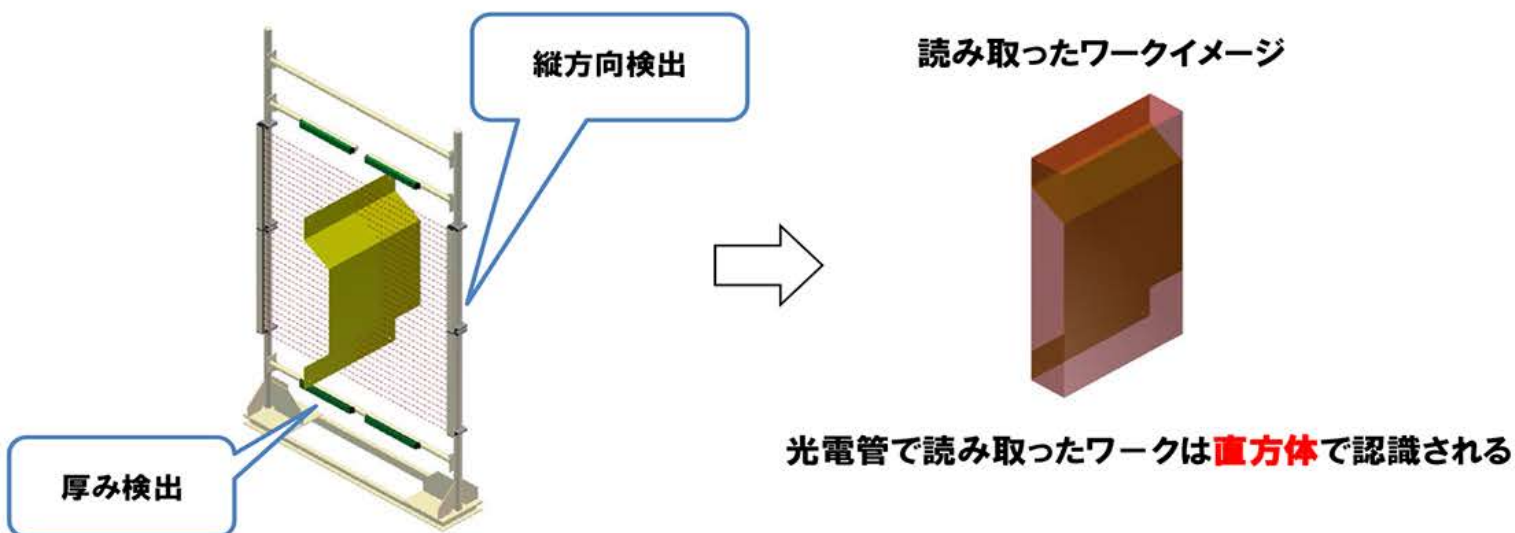 縦方向検出
読み取ったワークイメージ
厚み検出
光電管で読み取ったワークは直方体で認識される